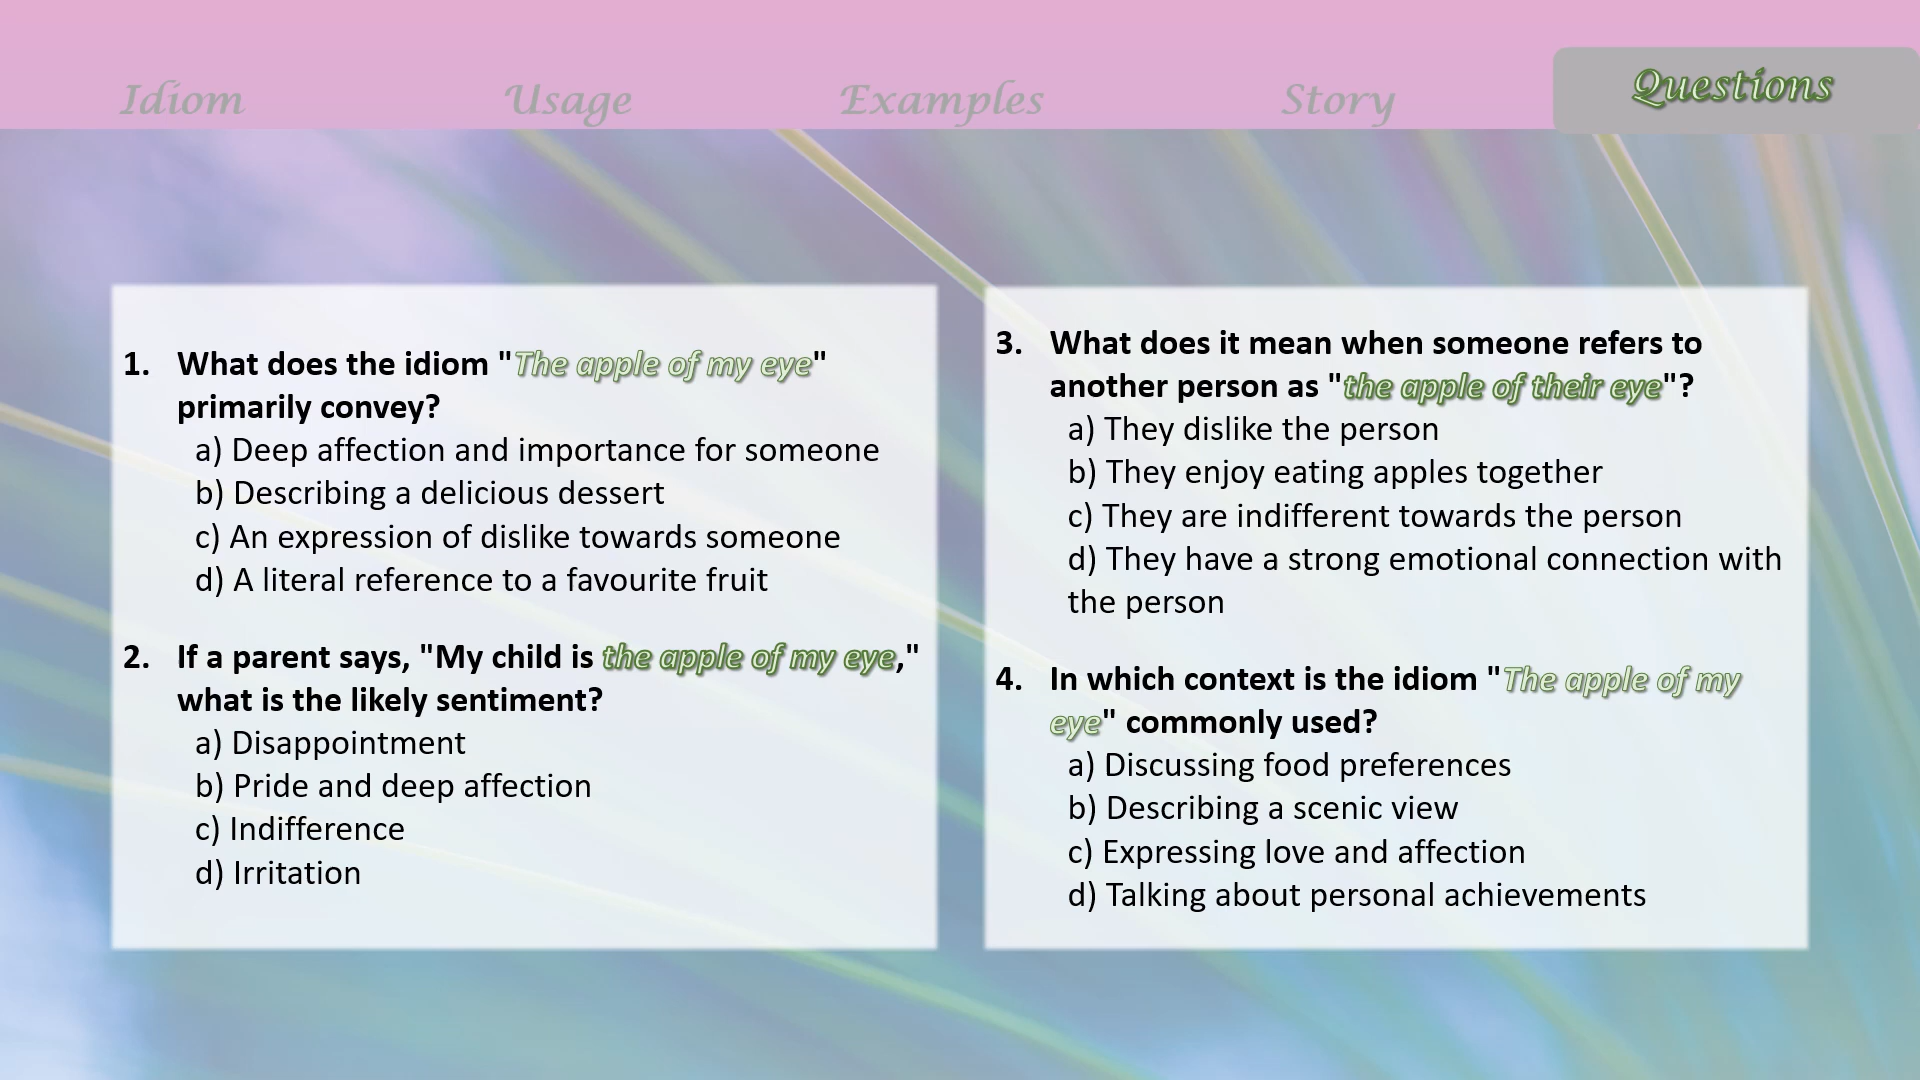 Idiom
Usage
Examples
Story
Questions
1. What does the idiom "The apple of my eye"
primarily convey?
a) Deep affection and importance for someone
b) Describing a delicious dessert
c) An expression of dislike towards someone
d) A literal reference to a favourite fruit
2. If a parent says, "My child is the apple of my eye,"
what is the likely sentiment?
a) Disappointment
b) Pride and deep affection
c) Indifference
d) Irritation
3. What does it mean when someone refers to
another person as "the apple of their eye"?
a) They dislike the person
b) They enjoy eating apples together
c) They are indifferent towards the person
d) They have a strong emotional connection with
the person
4. In which context is the idiom "The apple of my
eye" commonly used?
a) Discussing food preferences
b) Describing a scenic view
c) Expressing love and affection
d) Talking about personal achievements